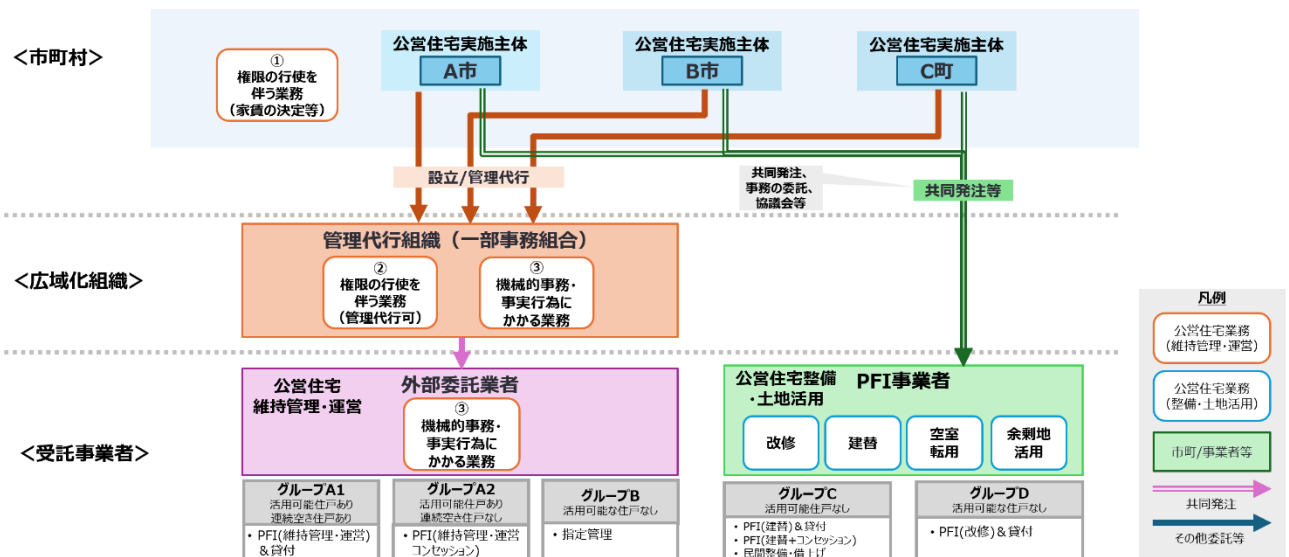 <市町村>
①
権限の行使を
伴う業務
(家賃の決定等)
公営住宅実施主体
A市
公営住宅実施主体
B市
公営住宅実施主体
C町
設立/管理代行
共同発注、
事務の委託、
協議会等
共同発注等
<広域化組織>
管理代行組織（一部事務組合）
②
権限の行使を
伴う業務
(管理代行可)
③
機械的事務・
事実行為に
かかる業務
<受託事業者>
公営住宅
維持管理・運営
外部委託業者
③
機械的事務・
事実行為に
かかる業務
公営住宅整備
・土地活用
PFI事業者
改修
建替
空室
転用
余剰地
活用
グループA1
活用可能住戸あり
連続空き住戸あり
・PFI(維持管理・運営)
＆貸付
グループA2
活用可能住戸あり
連続空き住戸なし
・PFI(維持管理・運営
コンセッション)
グループB
活用可能な住戸なし
・指定管理
グループC
活用可能住戸なし
・PFI(建替)＆貸付
・PFI(建替+コンセッション)
・民間整備・借上げ
グループD
活用可能な住戸なし
・PFI(改修)＆貸付
凡例
公営住宅業務
(維持管理・運営)
公営住宅業務
(整備・土地活用)
市町/事業者等
共同発注
その他委託等